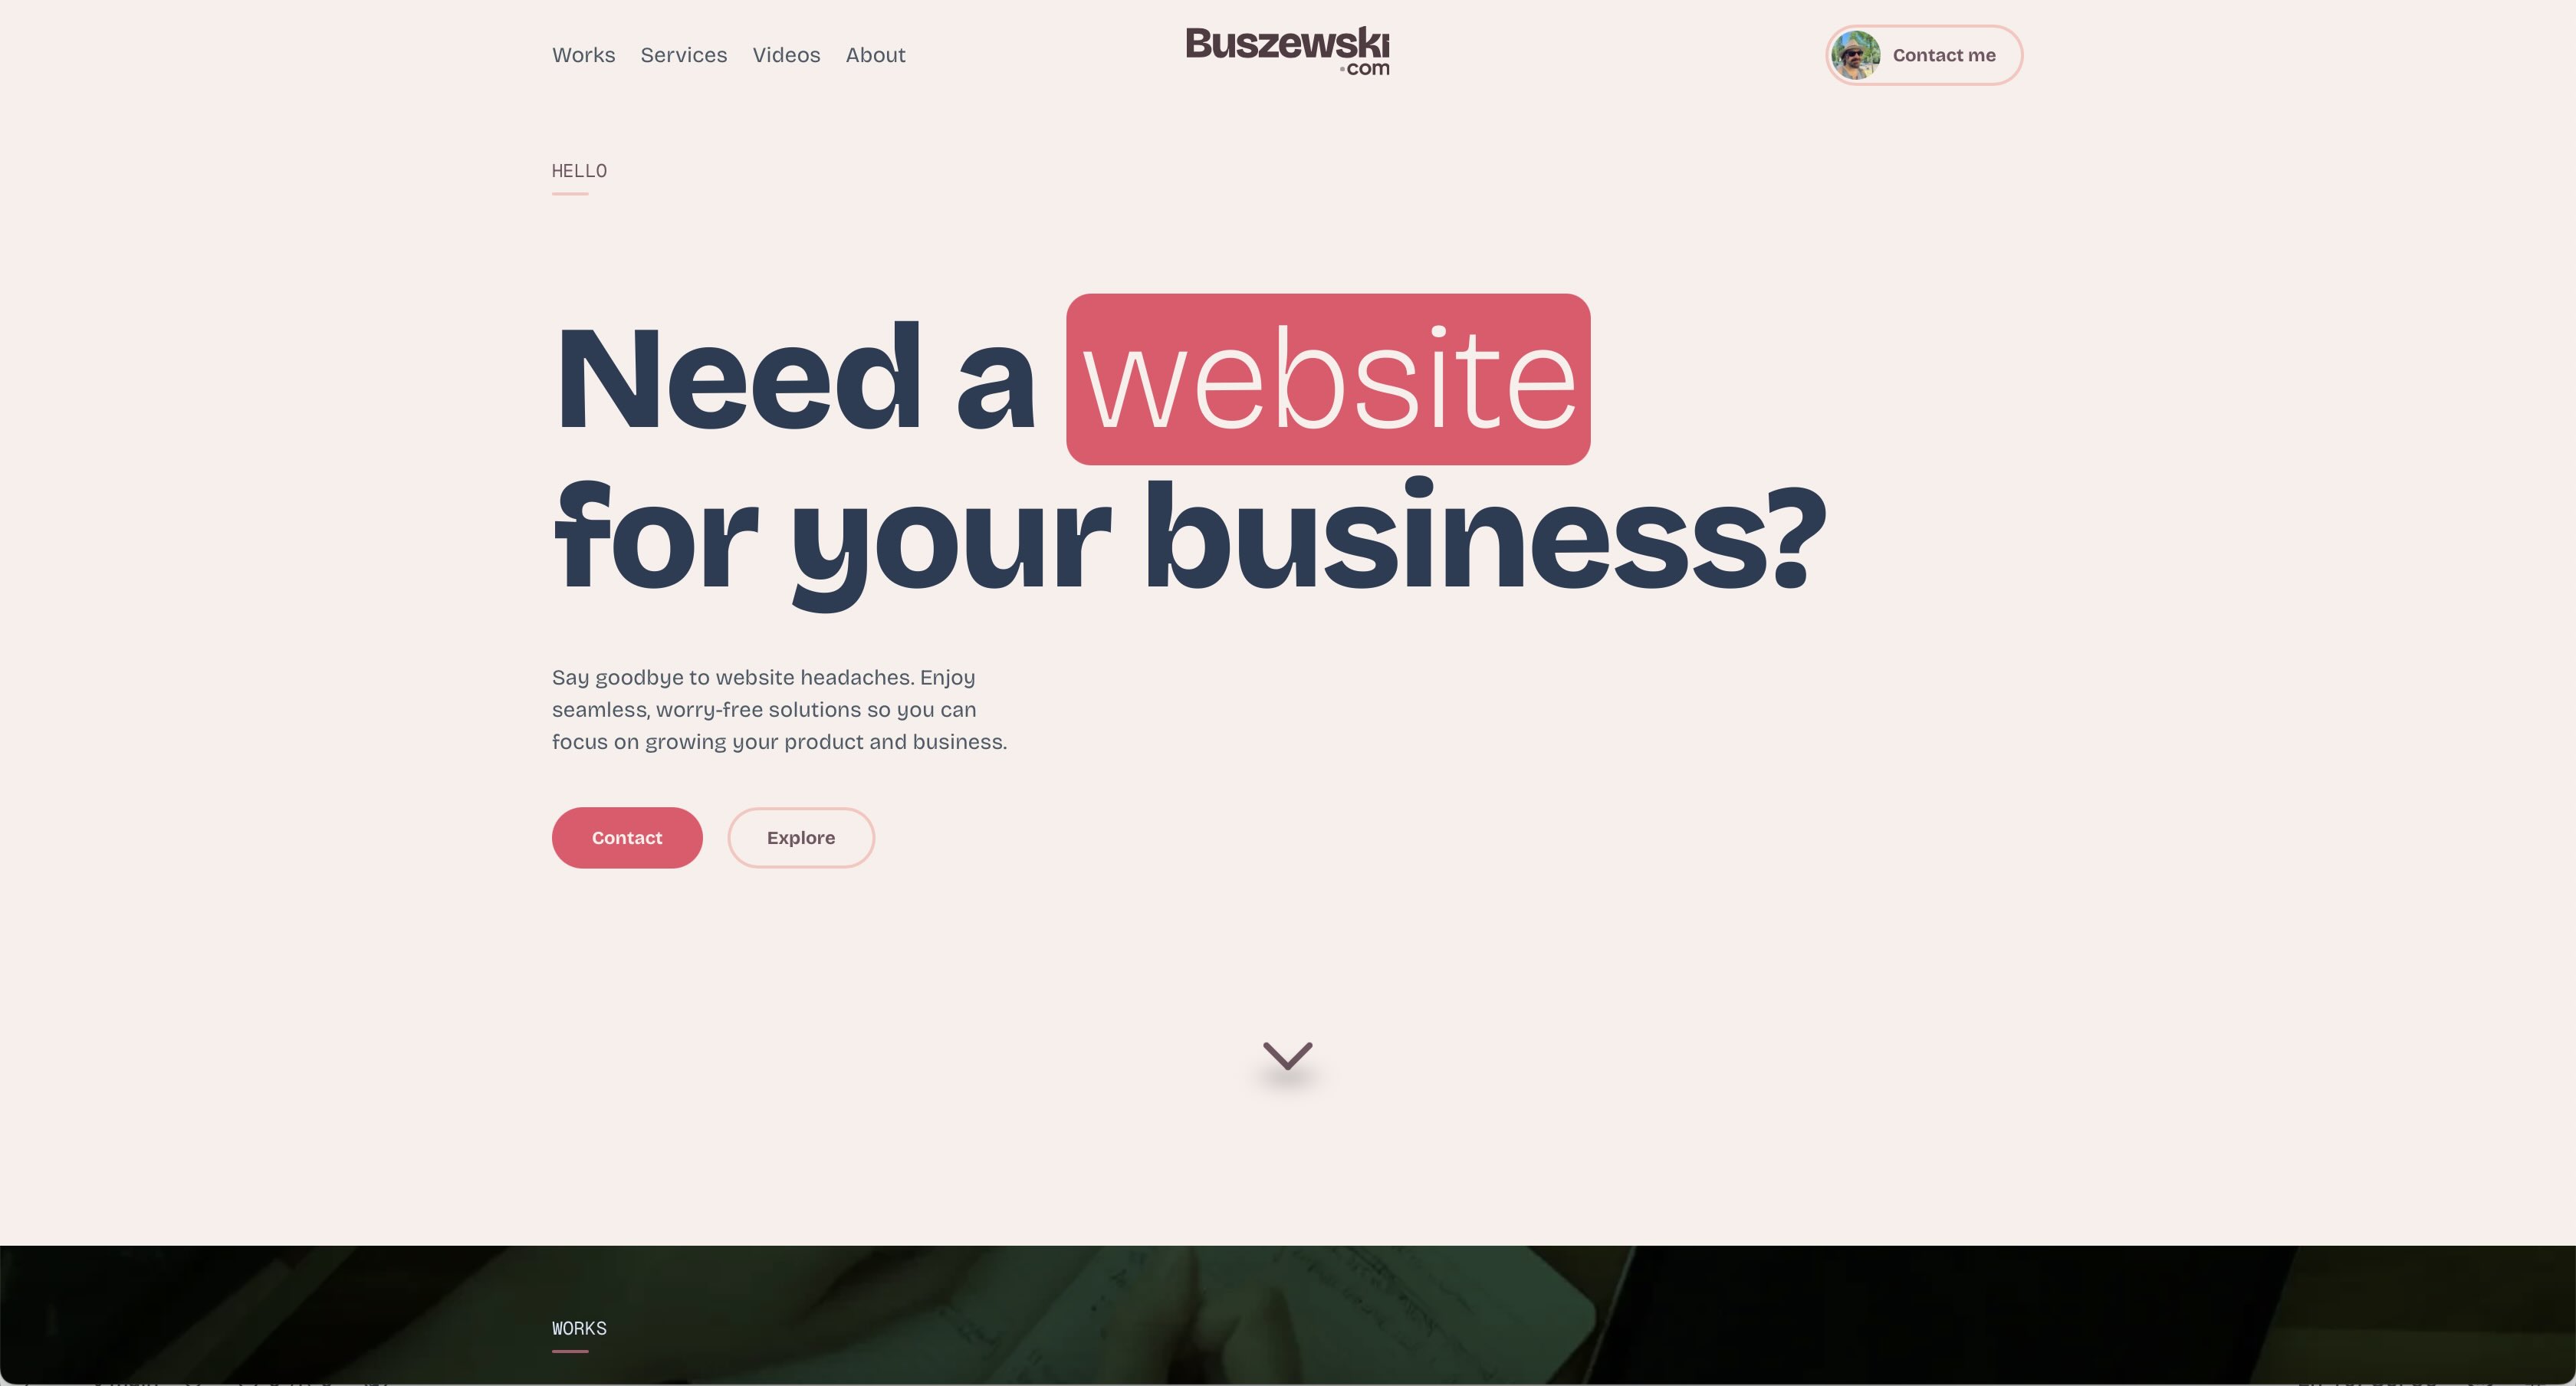 Works Services Videos About
Buszewski
.com
Contact me
HELLO
Need a website
for your business?
Say goodbye to website headaches. Enjoy
seamless, worry-free solutions so you can
focus on growing your product and business.
Contact Explore
WORKS